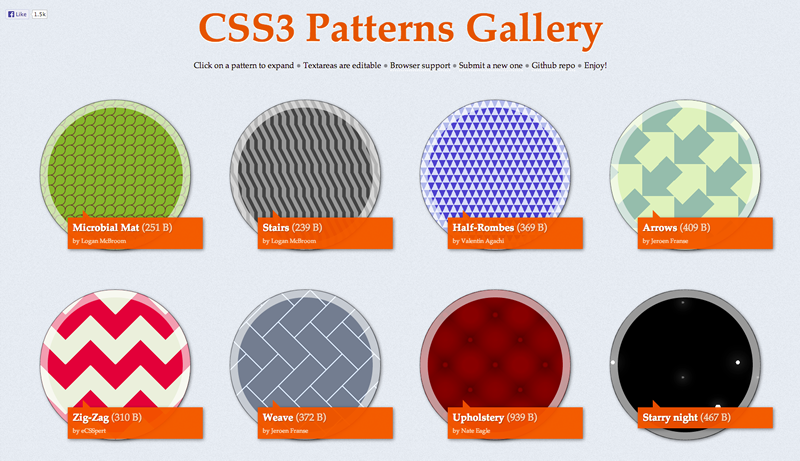 Like 1.5k
CSS3 Patterns Gallery
Click on a pattern to expand • Textareas are editable • Browser support • Submit a new one • Github repo • Enjoy!
Microbial Mat (251 B)
by Logan McBroom
Stairs (239 B)
by Logan McBroom
Half-Rombes (369 B)
by Valentin Agachi
Arrows (409 B)
by Jeroen Franse
Zig-Zag (310 B)
by eCSSpert
Weave (372 B)
by Jeroen Franse
Upholstery (939 B)
by Nate Eagle
Starry night (467 B)